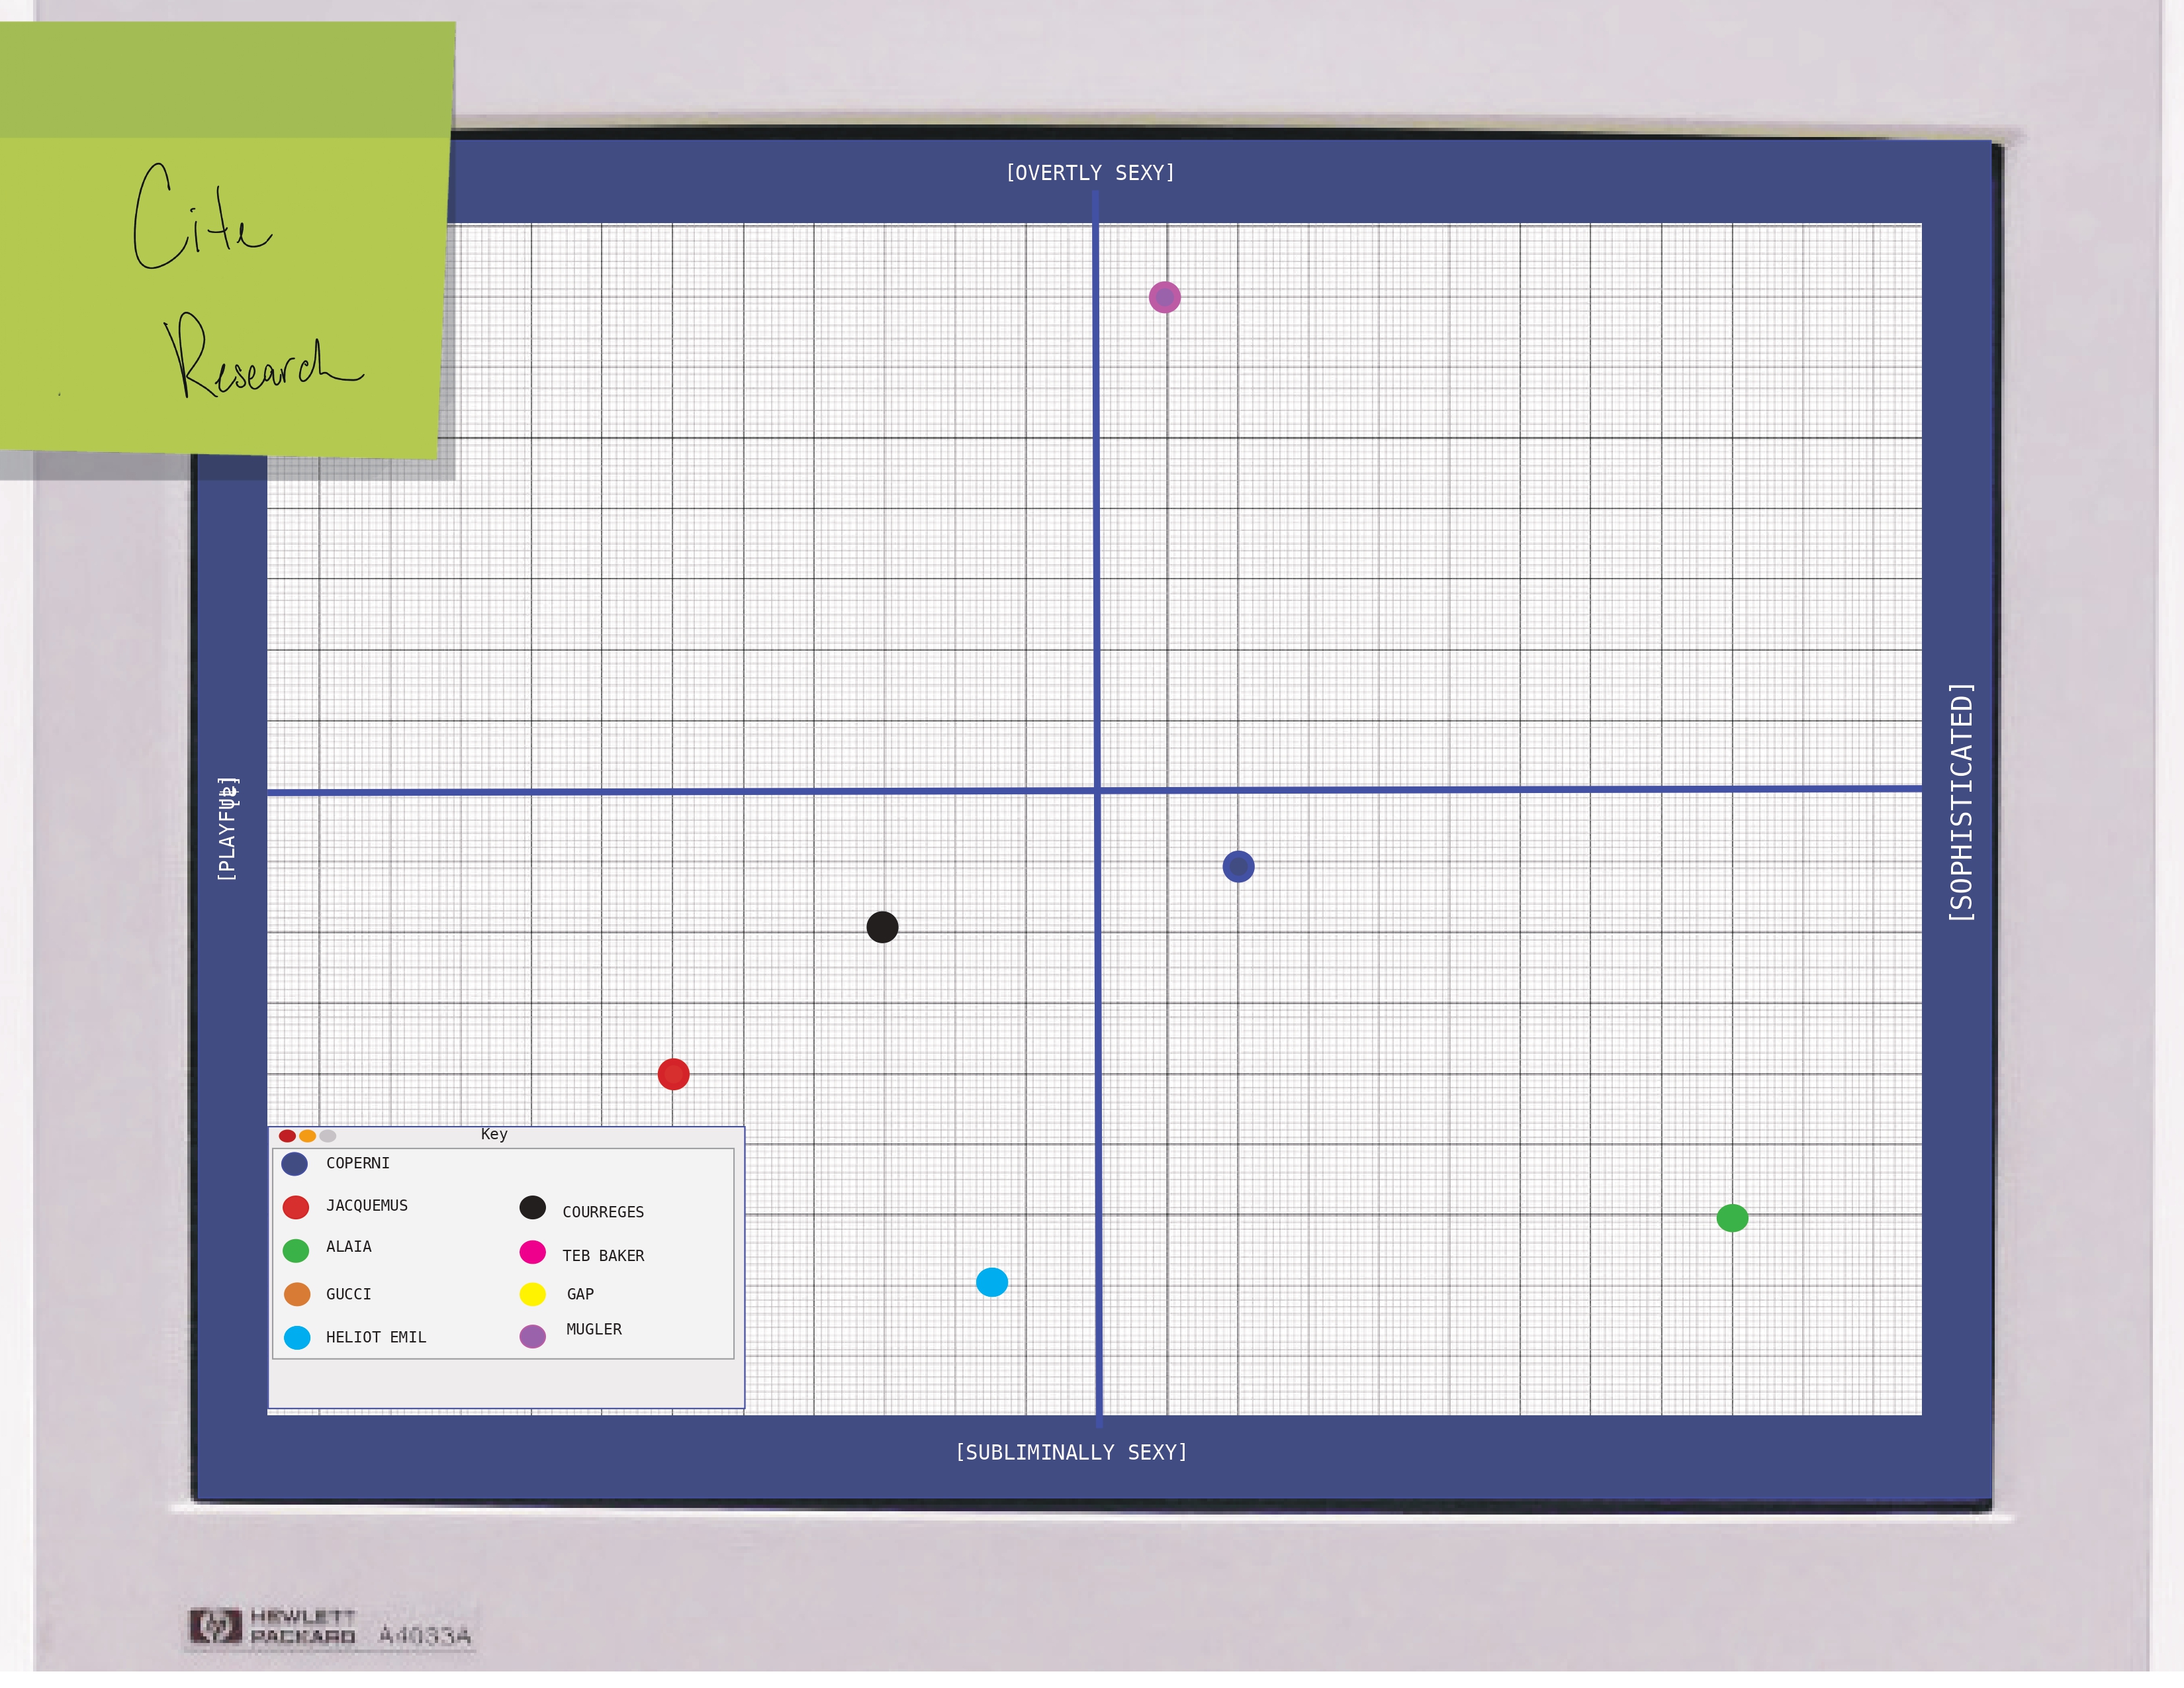 Cite
Research
[OVERTLY SEXY]
[SOPHISTICATED]
Key
COPERNI
JACQUEMUS
COURREGES
ALAIA
TEB BAKER
GUCCI
GAP
HELIOT EMIL
MUGLER
[SUBLIMINALLY SEXY]
HEWLETT
PACKARD A4033A